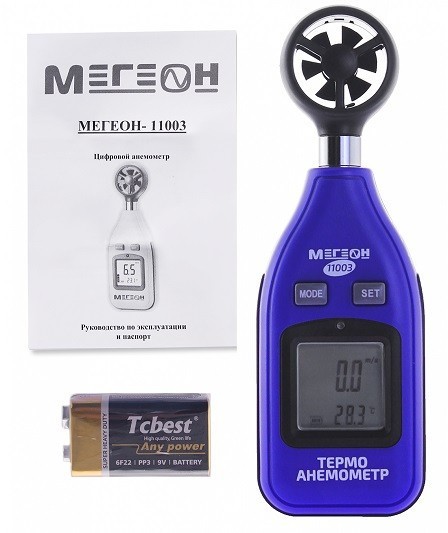 МЕГЕОН
МЕГЕОН- 11003
Цифровой анемометр
6.5
МЕГЕОН
Руководство по эксплуатации
и паспорт
МЕГЕОН
11003
MODE
SET
0.0
m/s
28.3
°C
ТЕРМО
АНЕМОМЕТР
SUPER HEAVY DUTY
Tcbest®
High quality, Green life
Any power
6F22 | PP3 | 9V | BATTERY